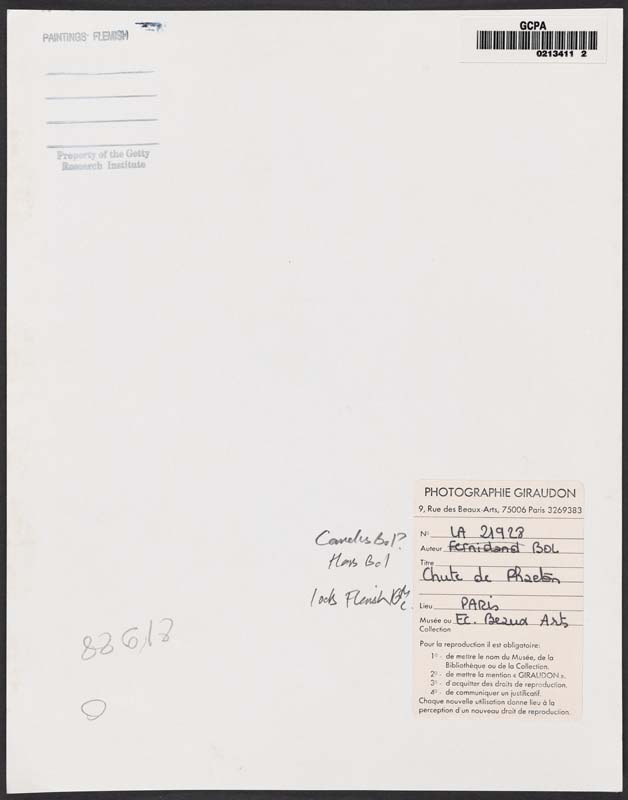 PAINTINGS FLEMISH
GCPA
0213411 2
Property of the Getty
Research Institute
PHOTOGRAPHIE GIRAUDON
9, Rue des Beaux-Arts, 75006 Paris 3269383
N° LA 21928
Auteur Fernidand BOL
Titre
Chute de Phaeton
Lieu PARIS
Musée ou Ec. Beaux Arts
Collection
Pour la reproduction il est obligatoire:
1° - de mettre le nom du Musée, de la
Bibliothèque ou de la Collection.
2° - de mettre la mention « GIRAUDON ».
3° - d'acquitter des droits de reproduction.
4° - de communiquer un justificatif.
Chaque nouvelle utilisation donne lieu à la
perception d'un nouveau droit de reproduction.
Cornelis Bol?
Hans Bol
looks Flemish